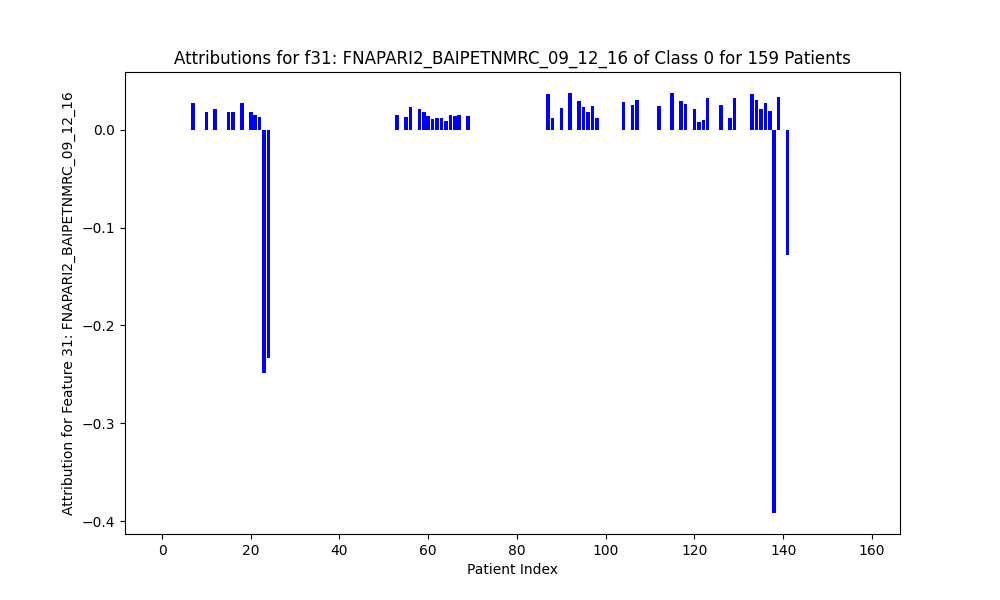 Attributions for f31: FNAPARI2_BAIPETNMRC_09_12_16 of Class 0 for 159 Patients
Attribution for Feature 31: FNAPARI2_BAIPETNMRC_09_12_16
0.0
−0.1
−0.2
−0.3
−0.4
0 20 40 60 80 100 120 140 160
Patient Index